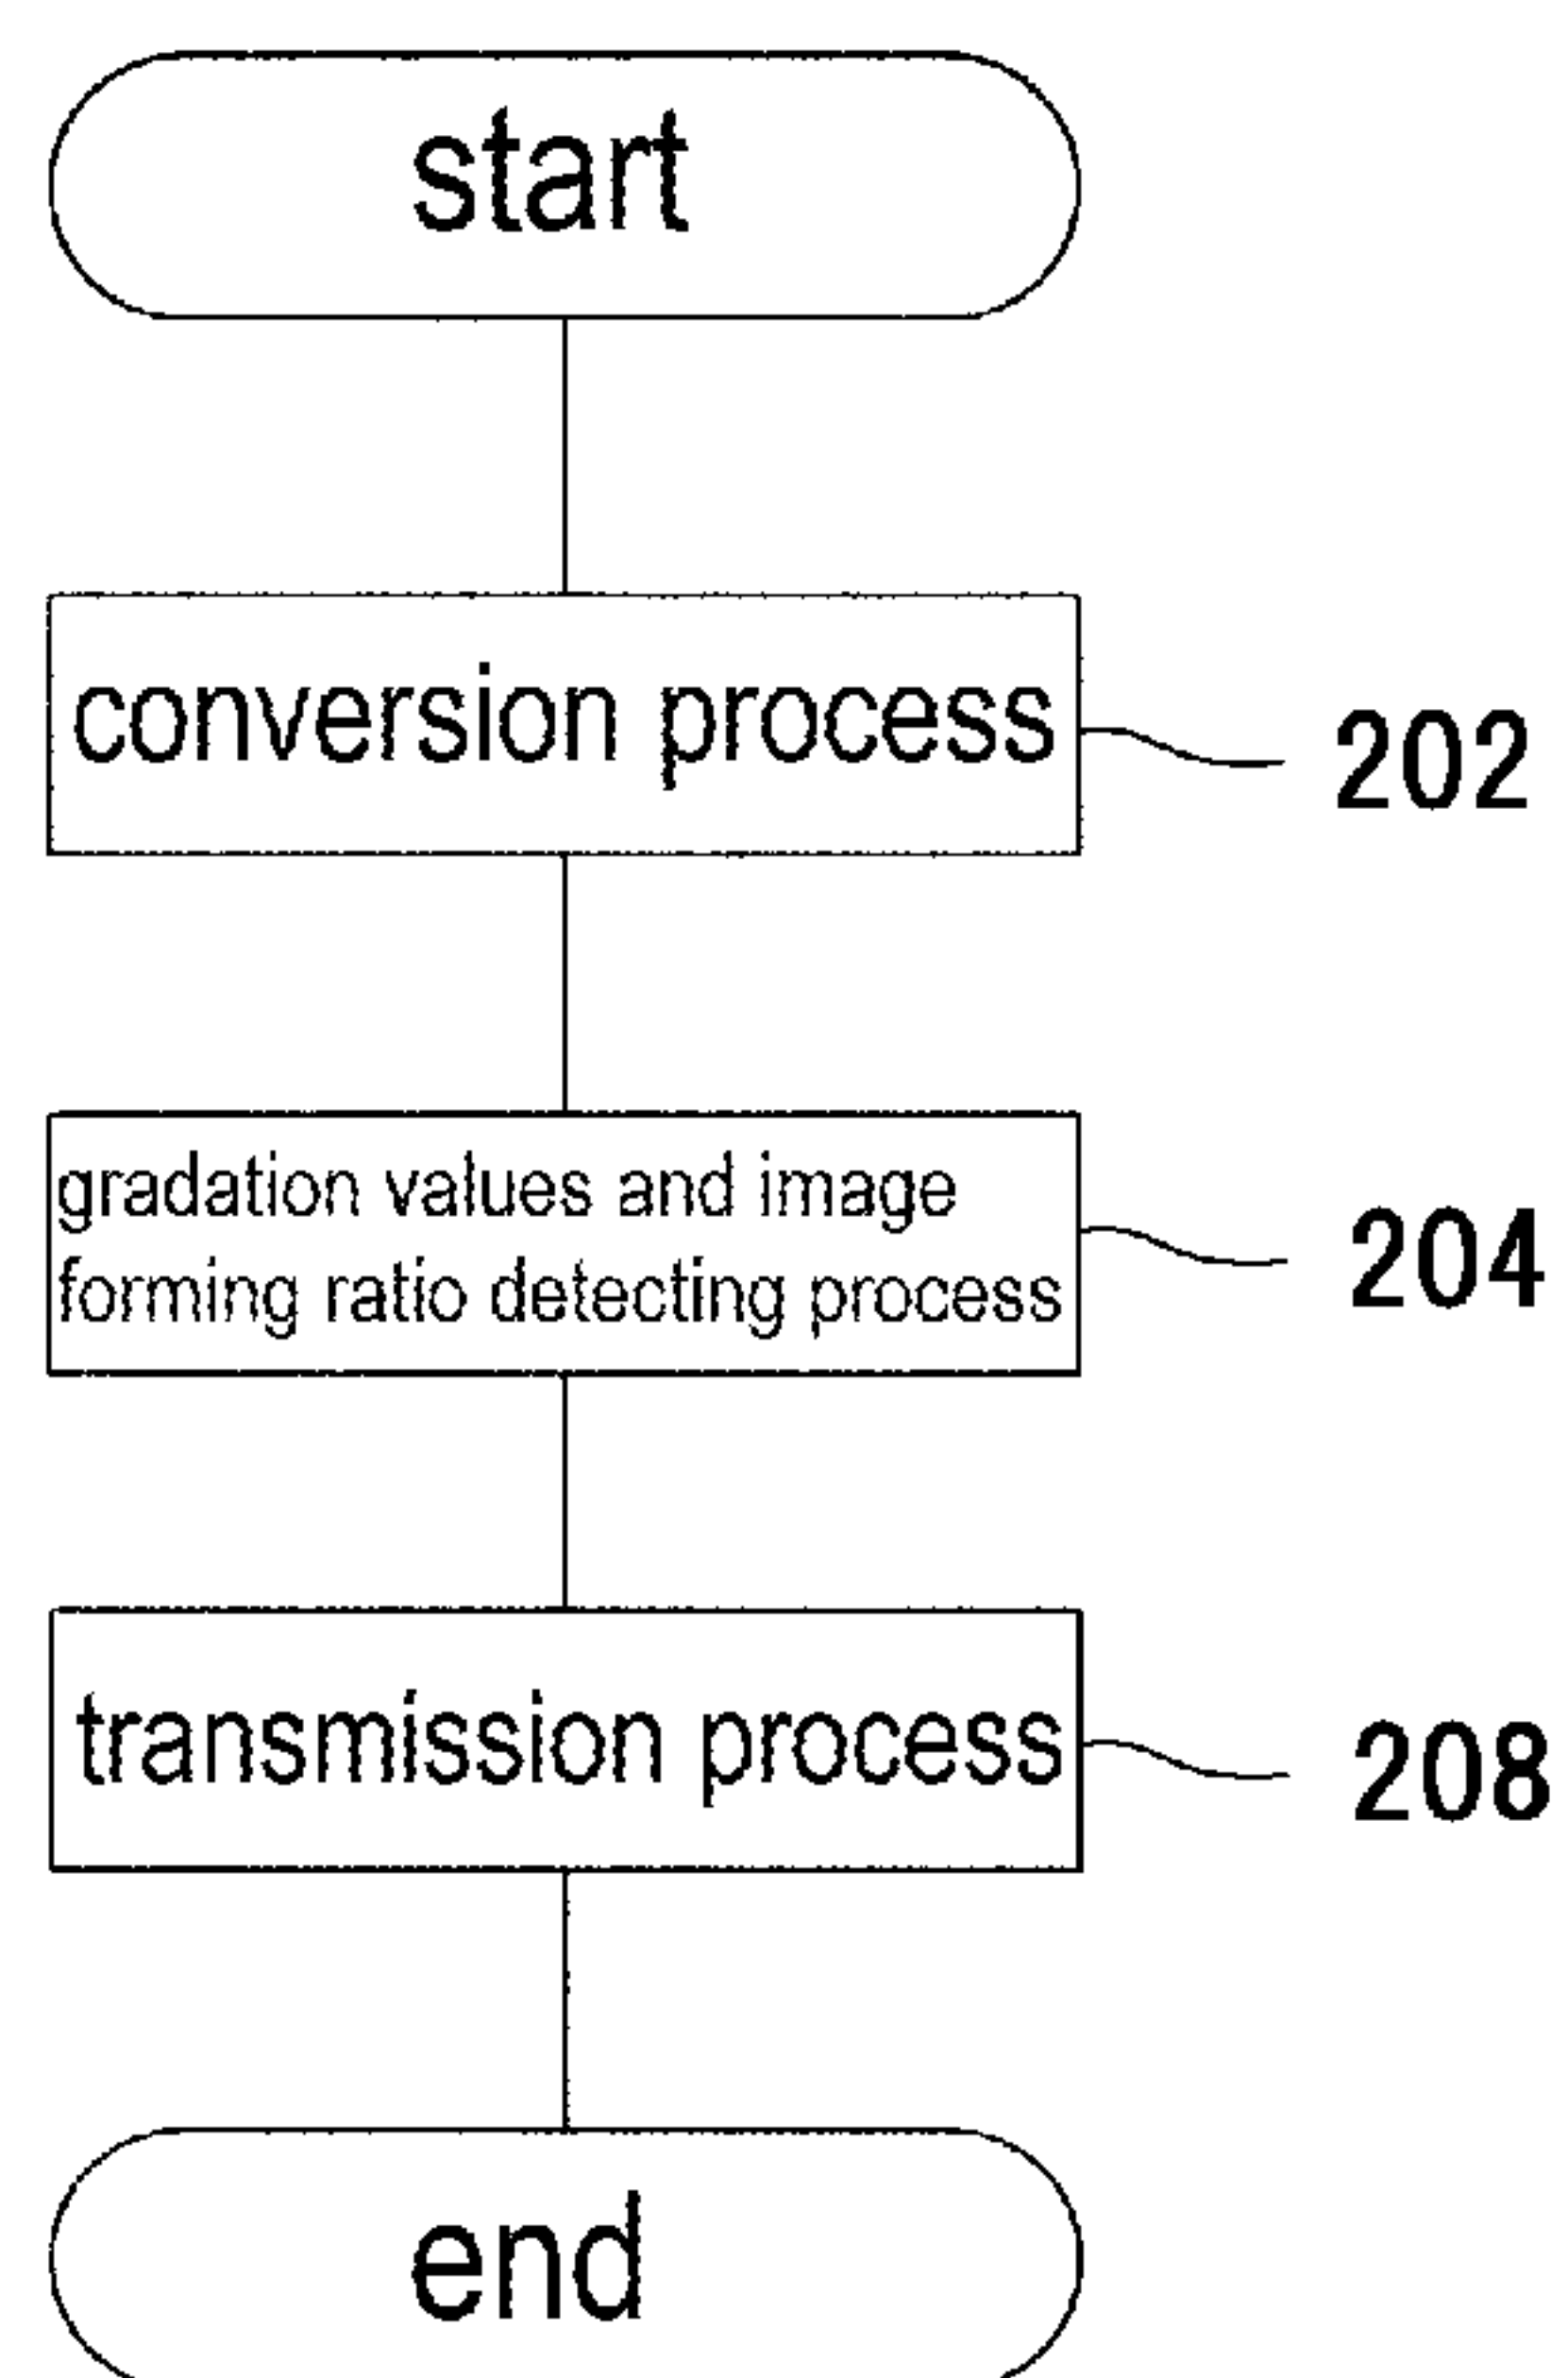 start
conversion process
202
gradation values and image
forming ratio detecting process
204
transmission process
208
end